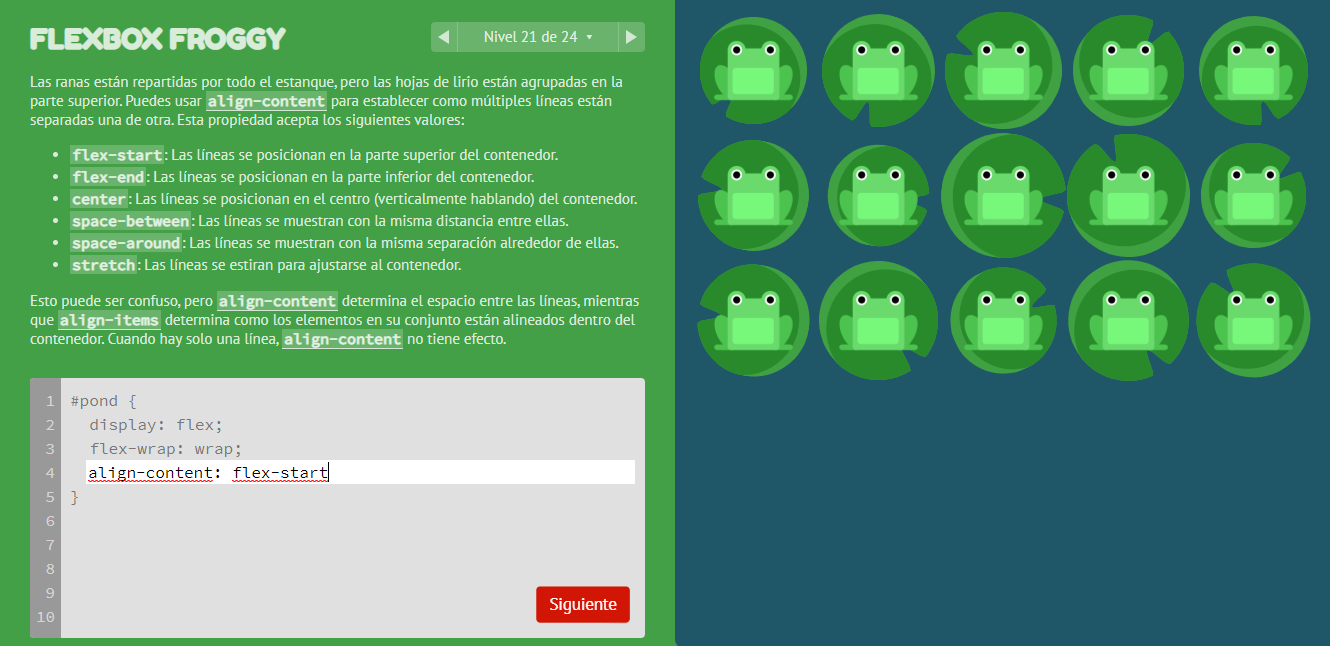 FLEXBOX FROGGY
Nivel 21 de 24
Las ranas están repartidas por todo el estanque, pero las hojas de lirio están agrupadas en la
parte superior. Puedes usar align-content para establecer como múltiples líneas están
separadas una de otra. Esta propiedad acepta los siguientes valores:
flex-start: Las líneas se posicionan en la parte superior del contenedor.
flex-end: Las líneas se posicionan en la parte inferior del contenedor.
center: Las líneas se posicionan en el centro (verticalmente hablando) del contenedor.
space-between: Las líneas se muestran con la misma distancia entre ellas.
space-around: Las líneas se muestran con la misma separación alrededor de ellas.
stretch: Las líneas se estiran para ajustarse al contenedor.
Esto puede ser confuso, pero align-content determina el espacio entre las líneas, mientras
que align-items determina como los elementos en su conjunto están alineados dentro del
contenedor. Cuando hay solo una línea, align-content no tiene efecto.
1 #pond {
2 display: flex;
3 flex-wrap: wrap;
4 align-content: flex-start
5 }
6
7
8
9
10
Siguiente